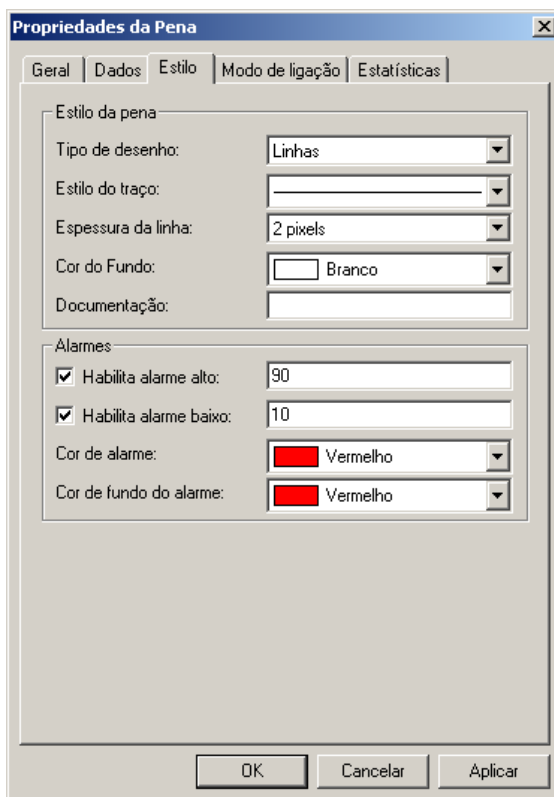 Propriedades da Pena
Geral Dados Estilo Modo de ligação Estatísticas
Estilo da pena
Tipo de desenho: Linhas
Estilo do traço:
Espessura da linha: 2 pixels
Cor do Fundo: Branco
Documentação:
Alarmes
Habilita alarme alto: 90
Habilita alarme baixo: 10
Cor de alarme: Vermelho
Cor de fundo do alarme: Vermelho
OK Cancelar Aplicar